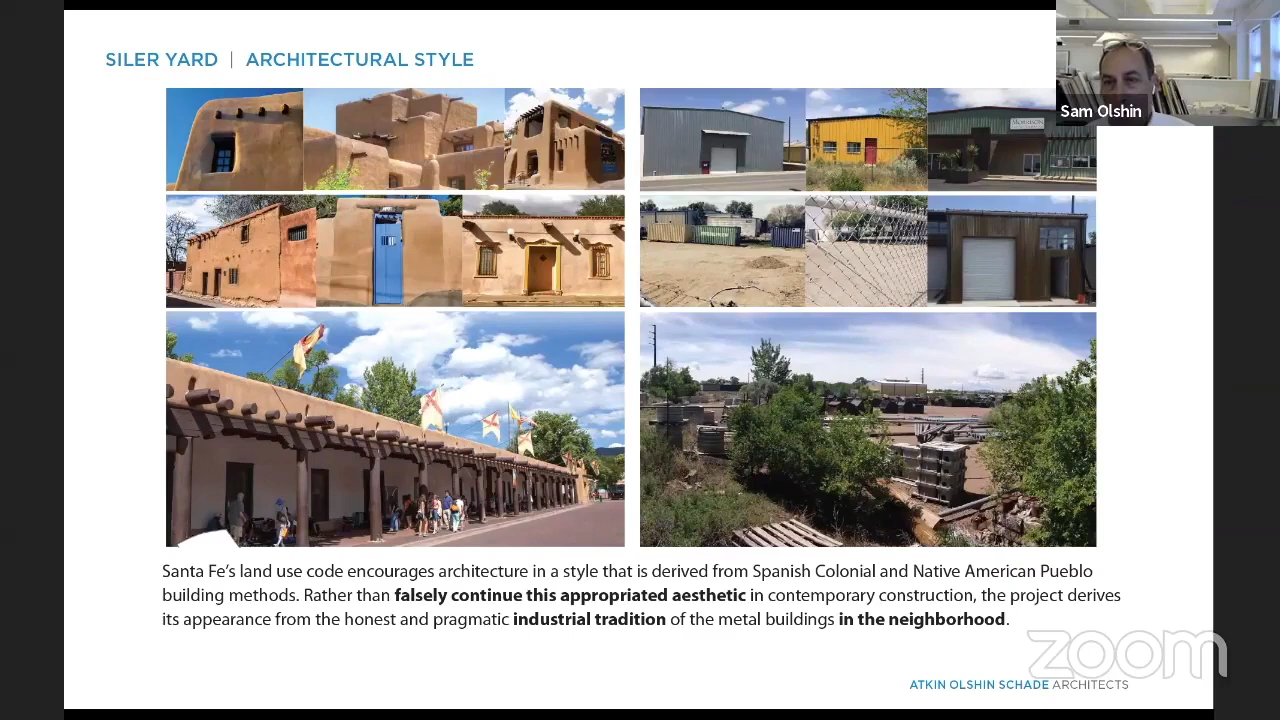 SILER YARD | ARCHITECTURAL STYLE
Sam Olshin
Santa Fe's land use code encourages architecture in a style that is derived from Spanish Colonial and Native American Pueblo
building methods. Rather than falsely continue this appropriated aesthetic in contemporary construction, the project derives
its appearance from the honest and pragmatic industrial tradition of the metal buildings in the neighborhood.
zoom
ATKIN OLSHIN SCHADE ARCHITECTS